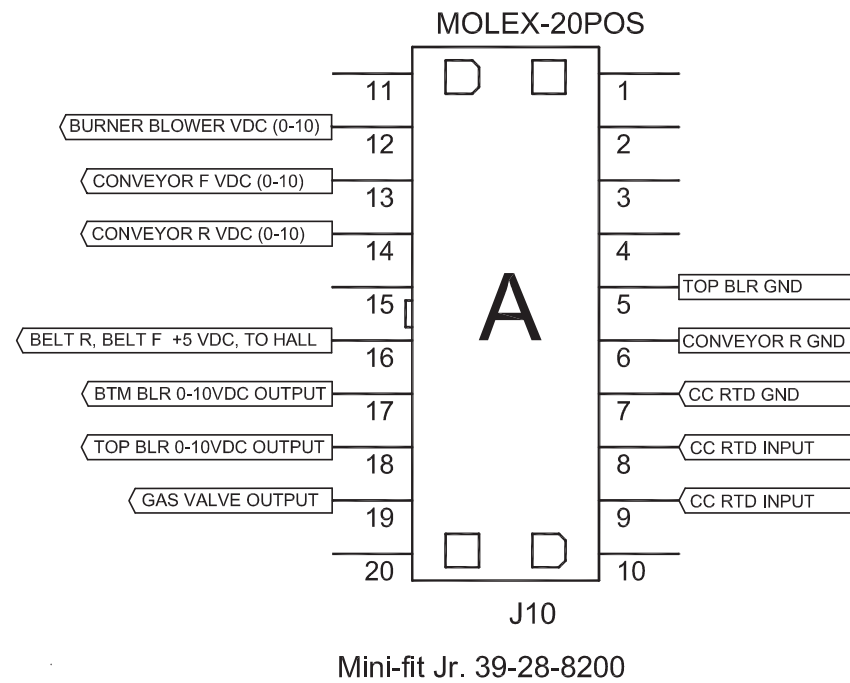 MOLEX-20POS
11
1
BURNER BLOWER VDC (0-10)
12
2
CONVEYOR F VDC (0-10)
13
3
CONVEYOR R VDC (0-10)
14
4
15
A
5
TOP BLR GND
BELT R, BELT F +5 VDC, TO HALL
16
6
CONVEYOR R GND
BTM BLR 0-10VDC OUTPUT
17
7
CC RTD GND
TOP BLR 0-10VDC OUTPUT
18
8
CC RTD INPUT
GAS VALVE OUTPUT
19
9
CC RTD INPUT
20
10
J10
Mini-fit Jr. 39-28-8200